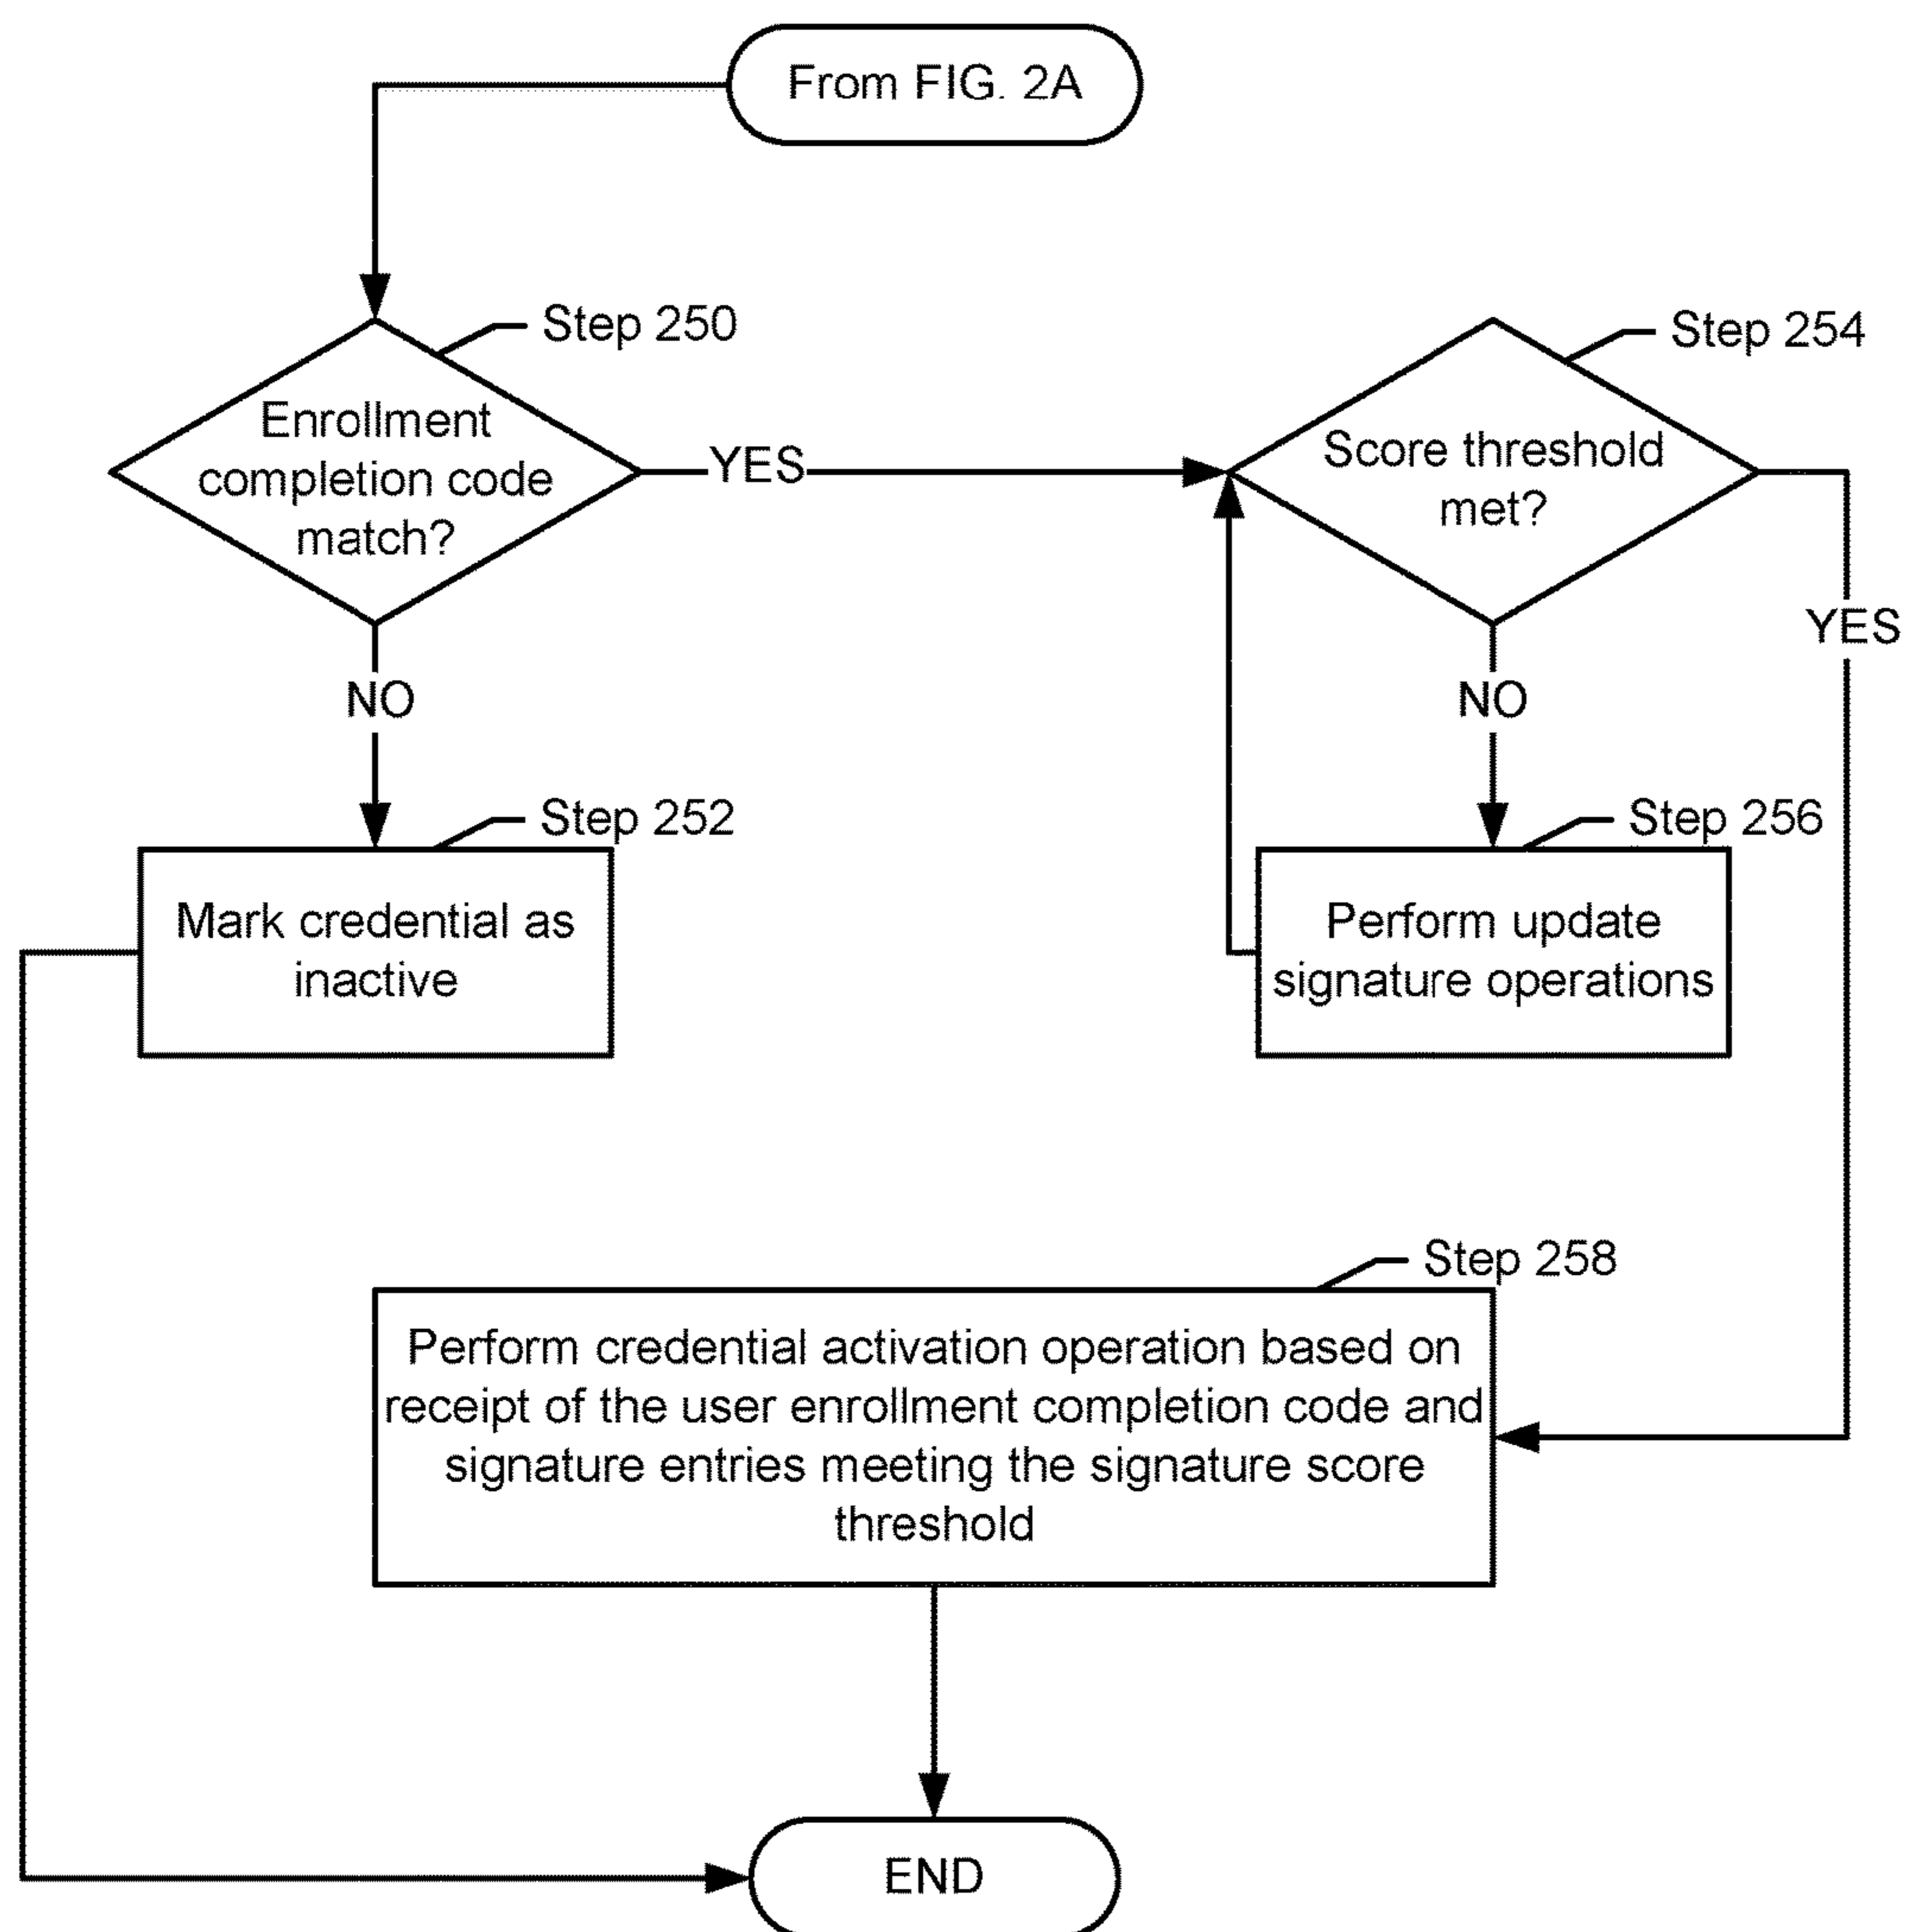 From FIG. 2A
Step 250
Enrollment
completion code
match?
YES
Step 254
Score threshold
met?
YES
NO
NO
Step 252
Mark credential as
inactive
Step 256
Perform update
signature operations
Step 258
Perform credential activation operation based on
receipt of the user enrollment completion code and
signature entries meeting the signature score
threshold
END